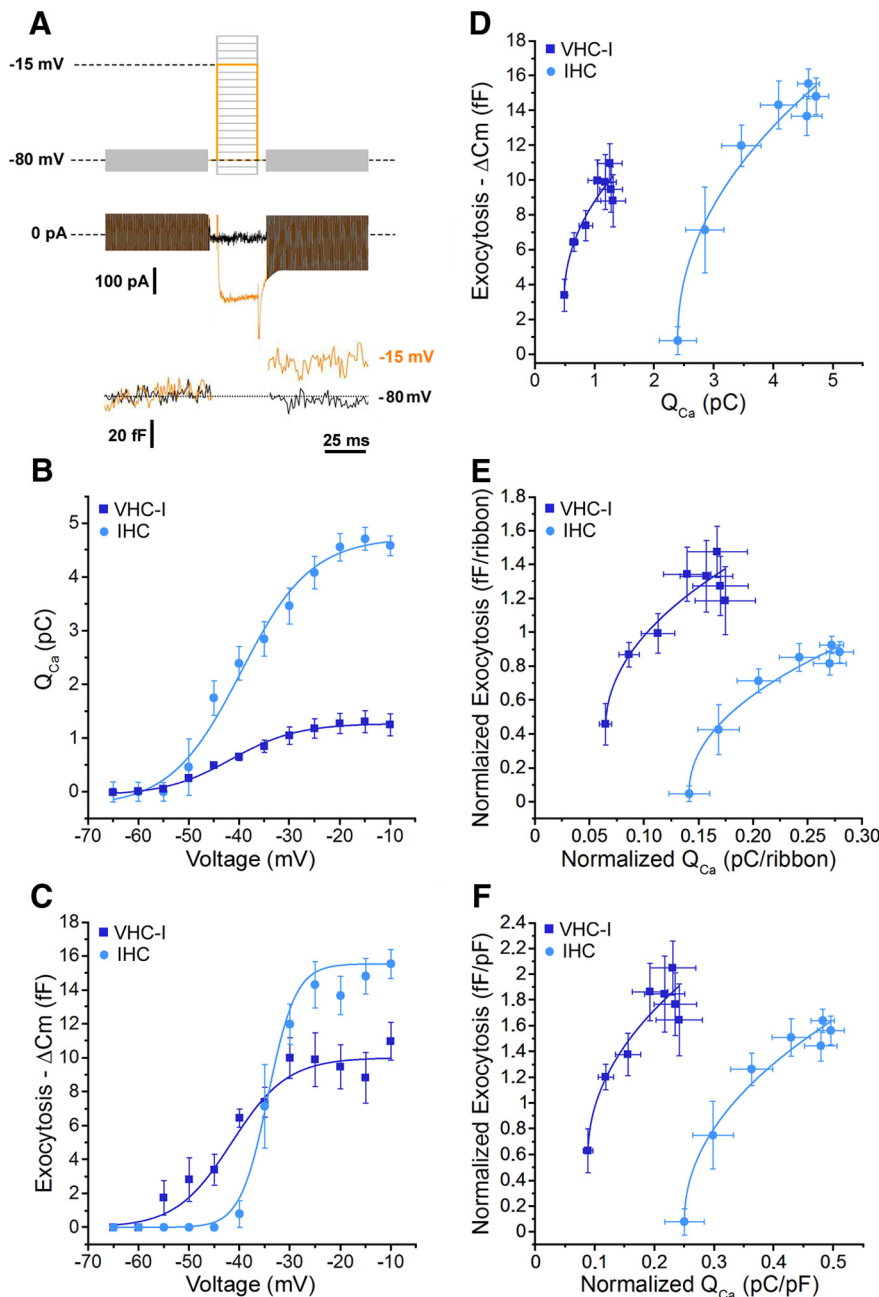 A
-15 mV
-80 mV
0 pA
100 pA
-15 mV
-80 mV
20 fF
25 ms
B
VHC-I
IHC
5
4
3
2
1
0
Q_Ca (pC)
-70 -60 -50 -40 -30 -20 -10
Voltage (mV)
C
VHC-I
IHC
18
16
14
12
10
8
6
4
2
0
Exocytosis - ΔCm (fF)
-70 -60 -50 -40 -30 -20 -10
Voltage (mV)
D
VHC-I
IHC
18
16
14
12
10
8
6
4
2
0
Exocytosis - ΔCm (fF)
0 1 2 3 4 5
Q_Ca (pC)
E
VHC-I
IHC
1.8
1.6
1.4
1.2
1
0.8
0.6
0.4
0.2
0
Normlaized Exocytosis (fF/ribbon)
0 0.05 0.10 0.15 0.20 0.25 0.30
Normalized Q_Ca (pC/ribbon)
F
VHC-I
IHC
2.4
2.2
2
1.8
1.6
1.4
1.2
1
0.8
0.6
0.4
0.2
0
Normalized Exocytosis (fF/pF)
0 0.1 0.2 0.3 0.4 0.5
Normalized Q_Ca (pC/pF)